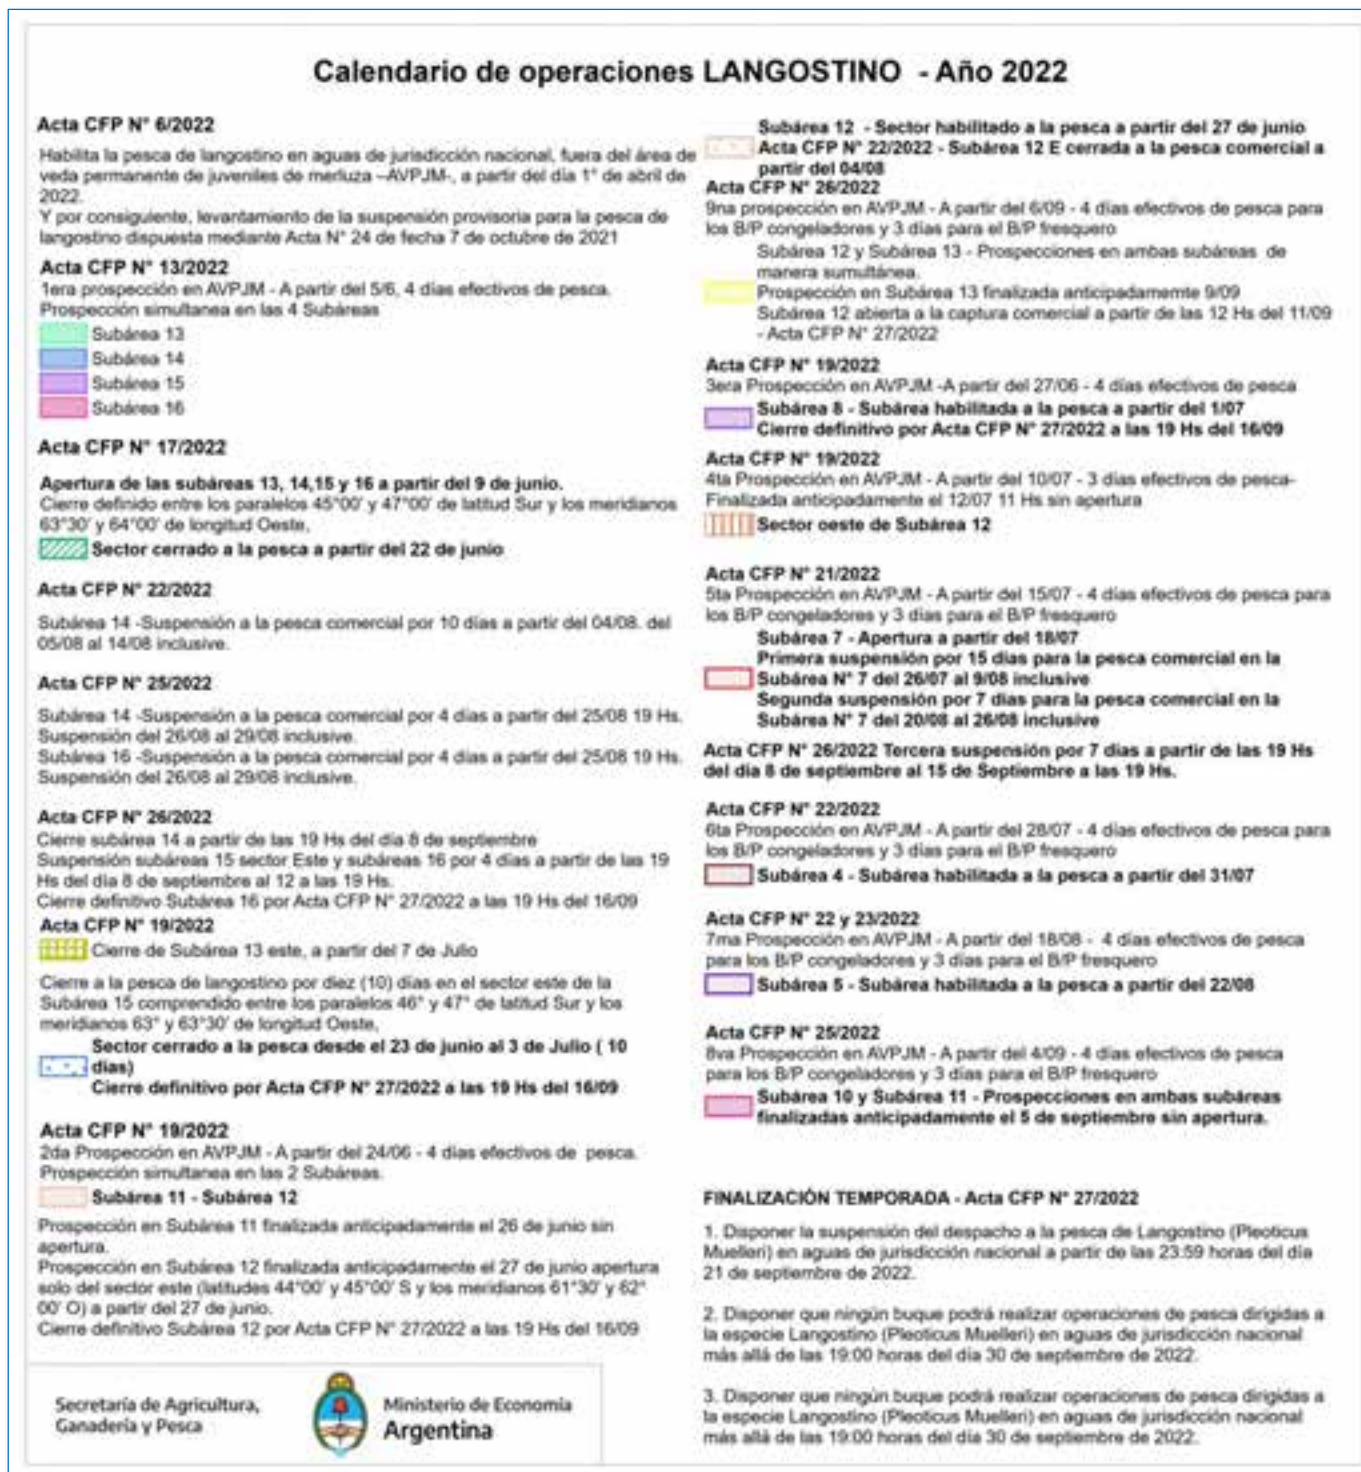 Calendario de operaciones LANGOSTINO - Año 2022
Acta CFP N° 6/2022
Habilita la pesca de langostino en aguas de jurisdicción nacional, fuera del área de
veda permanente de juveniles de merluza –AVPJM-, a partir del día 1° de abril de
2022.
Y por consiguiente, levantamiento de la suspensión provisoria para la pesca de
langostino dispuesta mediante Acta N° 24 de fecha 7 de octubre de 2021
Acta CFP N° 13/2022
1era prospección en AVPJM - A partir del 5/6, 4 días efectivos de pesca.
Prospección simultanea en las 4 Subáreas
Subárea 13
Subárea 14
Subárea 15
Subárea 16
Acta CFP N° 17/2022
Apertura de las subáreas 13, 14,15 y 16 a partir del 9 de junio.
Cierre definido entre los paralelos 45°00' y 47°00' de latitud Sur y los meridianos
63°30' y 64°00' de longitud Oeste,
Sector cerrado a la pesca a partir del 22 de junio
Acta CFP N° 22/2022
Subárea 14 -Suspensión a la pesca comercial por 10 días a partir del 04/08. del
05/08 al 14/08 inclusive.
Acta CFP N° 25/2022
Subárea 14 -Suspensión a la pesca comercial por 4 días a partir del 25/08 19 Hs.
Suspensión del 26/08 al 29/08 inclusive.
Subárea 16 -Suspensión a la pesca comercial por 4 días a partir del 25/08 19 Hs.
Suspensión del 26/08 al 29/08 inclusive.
Acta CFP N° 26/2022
Cierre subárea 14 a partir de las 19 Hs del día 8 de septiembre
Suspensión subáreas 15 sector Este y subáreas 16 por 4 días a partir de las 19
Hs del día 8 de septiembre al 12 a las 19 Hs.
Cierre definitivo Subárea 16 por Acta CFP N° 27/2022 a las 19 Hs del 16/09
Acta CFP N° 19/2022
Cierre de Subárea 13 este, a partir del 7 de Julio
Cierre a la pesca de langostino por diez (10) días en el sector este de la
Subárea 15 comprendido entre los paralelos 46° y 47° de latitud Sur y los
meridianos 63° y 63°30' de longitud Oeste,
Sector cerrado a la pesca desde el 23 de junio al 3 de Julio ( 10
dias)
Cierre definitivo por Acta CFP N° 27/2022 a las 19 Hs del 16/09
Acta CFP N° 19/2022
2da Prospección en AVPJM - A partir del 24/06 - 4 días efectivos de pesca.
Prospección simultanea en las 2 Subáreas.
Subárea 11 - Subárea 12
Prospección en Subárea 11 finalizada anticipadamente el 26 de junio sin
apertura.
Prospección en Subárea 12 finalizada anticipadamente el 27 de junio apertura
solo del sector este (latitudes 44°00' y 45°00' S y los meridianos 61°30' y 62°
00' O) a partir del 27 de junio.
Cierre definitivo Subárea 12 por Acta CFP N° 27/2022 a las 19 Hs del 16/09
Secretaría de Agricultura,
Ganadería y Pesca
Ministerio de Economía
Argentina
Subárea 12 - Sector habilitado a la pesca a partir del 27 de junio
Acta CFP N° 22/2022 - Subárea 12 E cerrada a la pesca comercial a
partir del 04/08
Acta CFP N° 26/2022
9na prospección en AVPJM - A partir del 6/09 - 4 días efectivos de pesca para
los B/P congeladores y 3 días para el B/P fresquero
Subárea 12 y Subárea 13 - Prospecciones en ambas subáreas de
manera sumultánea.
Prospección en Subárea 13 finalizada anticipadamemte 9/09
Subárea 12 abierta a la captura comercial a partir de las 12 Hs del 11/09
- Acta CFP N° 27/2022
Acta CFP N° 19/2022
3era Prospección en AVPJM -A partir del 27/06 - 4 días efectivos de pesca
Subárea 8 - Subárea habilitada a la pesca a partir del 1/07
Cierre definitivo por Acta CFP N° 27/2022 a las 19 Hs del 16/09
Acta CFP N° 19/2022
4ta Prospección en AVPJM - A partir del 10/07 - 3 días efectivos de pesca-
Finalizada anticipadamente el 12/07 11 Hs sin apertura
Sector oeste de Subárea 12
Acta CFP N° 21/2022
5ta Prospección en AVPJM - A partir del 15/07 - 4 días efectivos de pesca para
los B/P congeladores y 3 días para el B/P fresquero
Subárea 7 - Apertura a partir del 18/07
Primera suspensión por 15 dias para la pesca comercial en la
Subárea N° 7 del 26/07 al 9/08 inclusive
Segunda suspensión por 7 dias para la pesca comercial en la
Subárea N° 7 del 20/08 al 26/08 inclusive
Acta CFP N° 26/2022 Tercera suspensión por 7 dias a partir de las 19 Hs
del dia 8 de septiembre al 15 de Septiembre a las 19 Hs.
Acta CFP N° 22/2022
6ta Prospección en AVPJM - A partir del 28/07 - 4 días efectivos de pesca para
los B/P congeladores y 3 días para el B/P fresquero
Subárea 4 - Subárea habilitada a la pesca a partir del 31/07
Acta CFP N° 22 y 23/2022
7ma Prospección en AVPJM - A partir del 18/08 - 4 días efectivos de pesca
para los B/P congeladores y 3 días para el B/P fresquero
Subárea 5 - Subárea habilitada a la pesca a partir del 22/08
Acta CFP N° 25/2022
8va Prospección en AVPJM - A partir del 4/09 - 4 días efectivos de pesca
para los B/P congeladores y 3 días para el B/P fresquero
Subárea 10 y Subárea 11 - Prospecciones en ambas subáreas
finalizadas anticipadamente el 5 de septiembre sin apertura.
FINALIZACIÓN TEMPORADA - Acta CFP N° 27/2022
1. Disponer la suspensión del despacho a la pesca de Langostino (Pleoticus
Muelleri) en aguas de jurisdicción nacional a partir de las 23:59 horas del día
21 de septiembre de 2022.
2. Disponer que ningún buque podrá realizar operaciones de pesca dirigidas a
la especie Langostino (Pleoticus Muelleri) en aguas de jurisdicción nacional
más allá de las 19:00 horas del día 30 de septiembre de 2022.
3. Disponer que ningún buque podrá realizar operaciones de pesca dirigidas a
la especie Langostino (Pleoticus Muelleri) en aguas de jurisdicción nacional
más allá de las 19:00 horas del día 30 de septiembre de 2022.